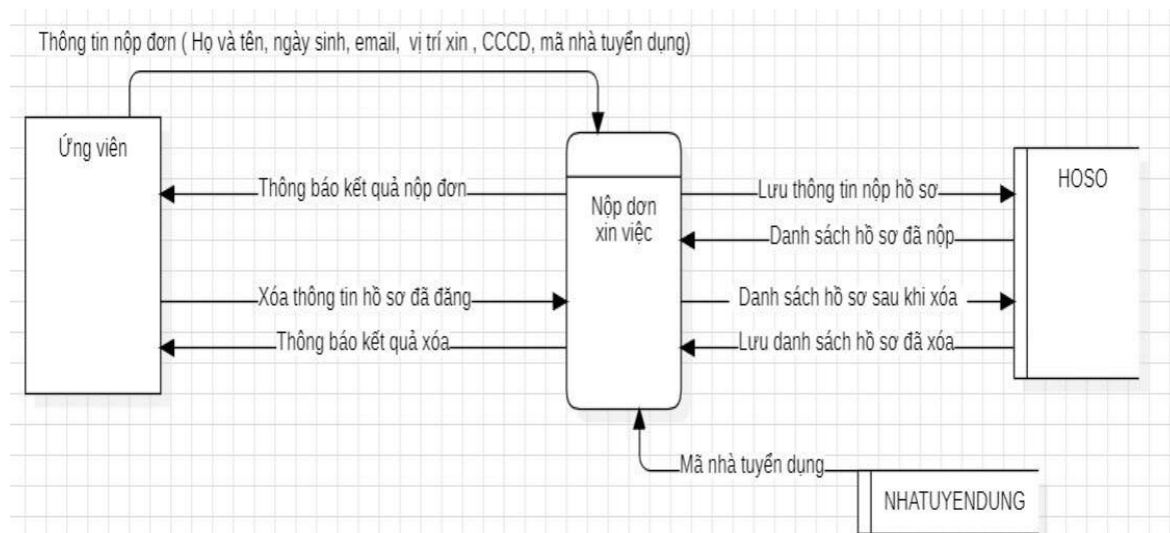 Thông tin nộp đơn ( Họ và tên, ngày sinh, email, vị trí xin , CCCD, mã nhà tuyển dụng)
Ứng viên
Thông báo kết quả nộp đơn
Xóa thông tin hồ sơ đã đăng
Thông báo kết quả xóa
Nộp dơn
xin việc
Lưu thông tin nộp hồ sơ
Danh sách hồ sơ đã nộp
Danh sách hồ sơ sau khi xóa
Lưu danh sách hồ sơ đã xóa
HOSO
Mã nhà tuyển dụng
NHATUYENDUNG